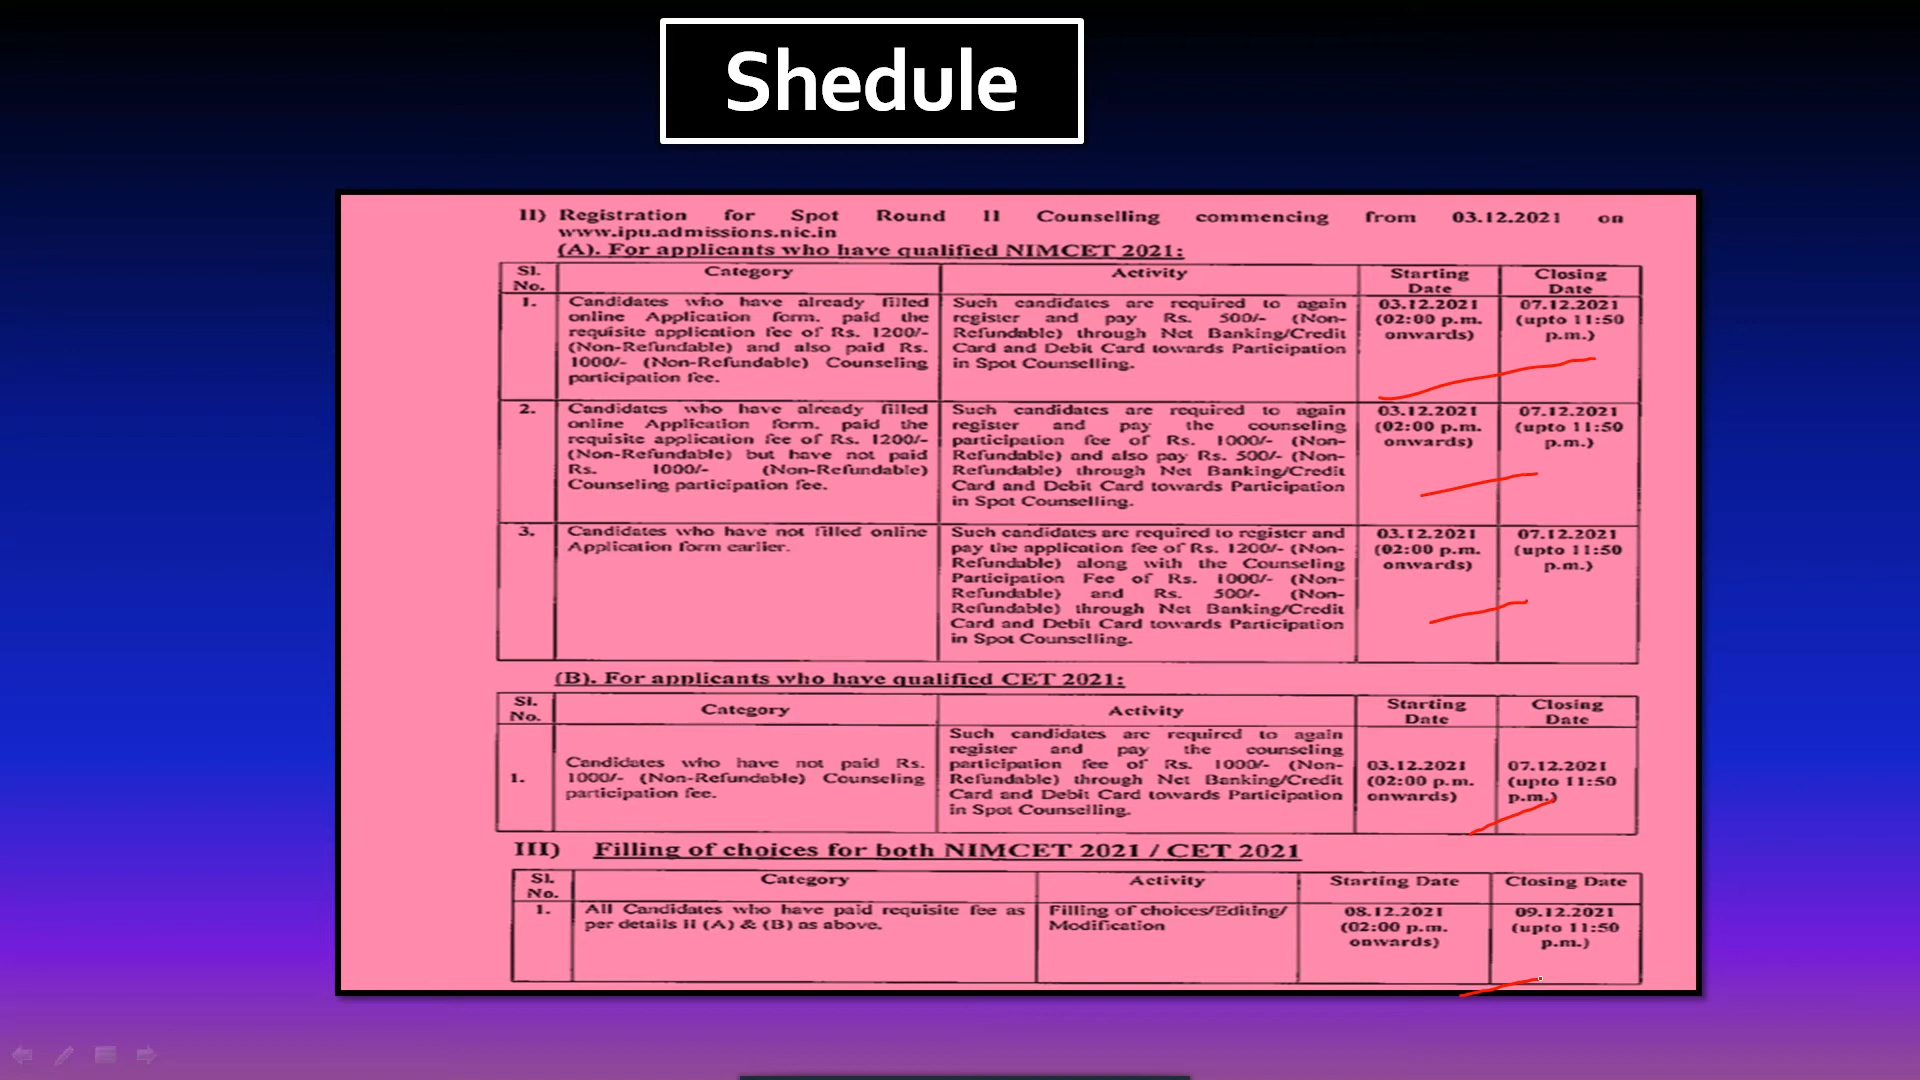 Shedule
II) Registration for Spot Round II Counselling commencing from 03.12.2021 on
www.ipu.admissions.nic.in
(A). For applicants who have qualified NIMCET 2021:
Sl. No. Category Activity Starting Date Closing Date
1.
Candidates who have already filled
online Application form, paid the
requisite application fee of Rs. 1200/-
(Non-Refundable) and also paid Rs.
1000/- (Non-Refundable) Counseling
participation fee.
Such candidates are required to again
register and pay Rs. 500/- (Non-
Refundable) through Net Banking/Credit
Card and Debit Card towards Participation
in Spot Counselling.
03.12.2021
(02:00 p.m.
onwards)
07.12.2021
(upto 11:50
p.m.)
2.
Candidates who have already filled
online Application form, paid the
requisite application fee of Rs. 1200/-
(Non-Refundable) but have not paid
Rs. 1000/- (Non-Refundable)
Counseling participation fee.
Such candidates are required to again
register and pay the counseling
participation fee of Rs. 1000/- (Non-
Refundable) and also pay Rs. 500/- (Non-
Refundable) through Net Banking/Credit
Card and Debit Card towards Participation
in Spot Counselling.
03.12.2021
(02:00 p.m.
onwards)
07.12.2021
(upto 11:50
p.m.)
3.
Candidates who have not filled online
Application form earlier.
Such candidates are required to register and
pay the application fee of Rs. 1200/- (Non-
Refundable) along with the Counseling
Participation Fee of Rs. 1000/- (Non-
Refundable) and Rs. 500/- (Non-
Refundable) through Net Banking/Credit
Card and Debit Card towards Participation
in Spot Counselling.
03.12.2021
(02:00 p.m.
onwards)
07.12.2021
(upto 11:50
p.m.)
(B). For applicants who have qualified CET 2021:
Sl. No. Category Activity Starting Date Closing Date
1.
Candidates who have not paid Rs.
1000/- (Non-Refundable) Counseling
participation fee.
Such candidates are required to again
register and pay the counseling
participation fee of Rs. 1000/- (Non-
Refundable) through Net Banking/Credit
Card and Debit Card towards Participation
in Spot Counselling.
03.12.2021
(02:00 p.m.
onwards)
07.12.2021
(upto 11:50
p.m.)
III) Filling of choices for both NIMCET 2021 / CET 2021
Sl. No. Category Activity Starting Date Closing Date
1.
All Candidates who have paid requisite fee as
per details II (A) & (B) as above.
Filling of choices/Editing/
Modification
08.12.2021
(02:00 p.m.
onwards)
09.12.2021
(upto 11:50
p.m.)